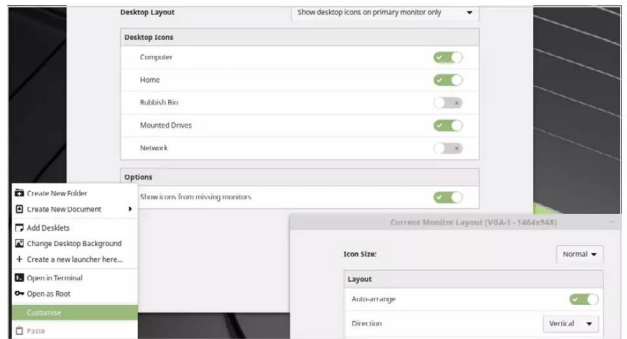 Desktop Layout
Show desktop icons on primary monitor only
Desktop Icons
Computer
Home
Rubbish Bin
Mounted Drives
Network
Options
Show icons from missing monitors
Create New Folder
Create New Document
Add Desklets
Change Desktop Background
Create a new launcher here...
Open in Terminal
Open as Root
Customise
Paste
Current Monitor Layout (VGA-1 - 1464x948)
Icon Size:
Normal
Layout
Auto-arrange
Direction
Vertical